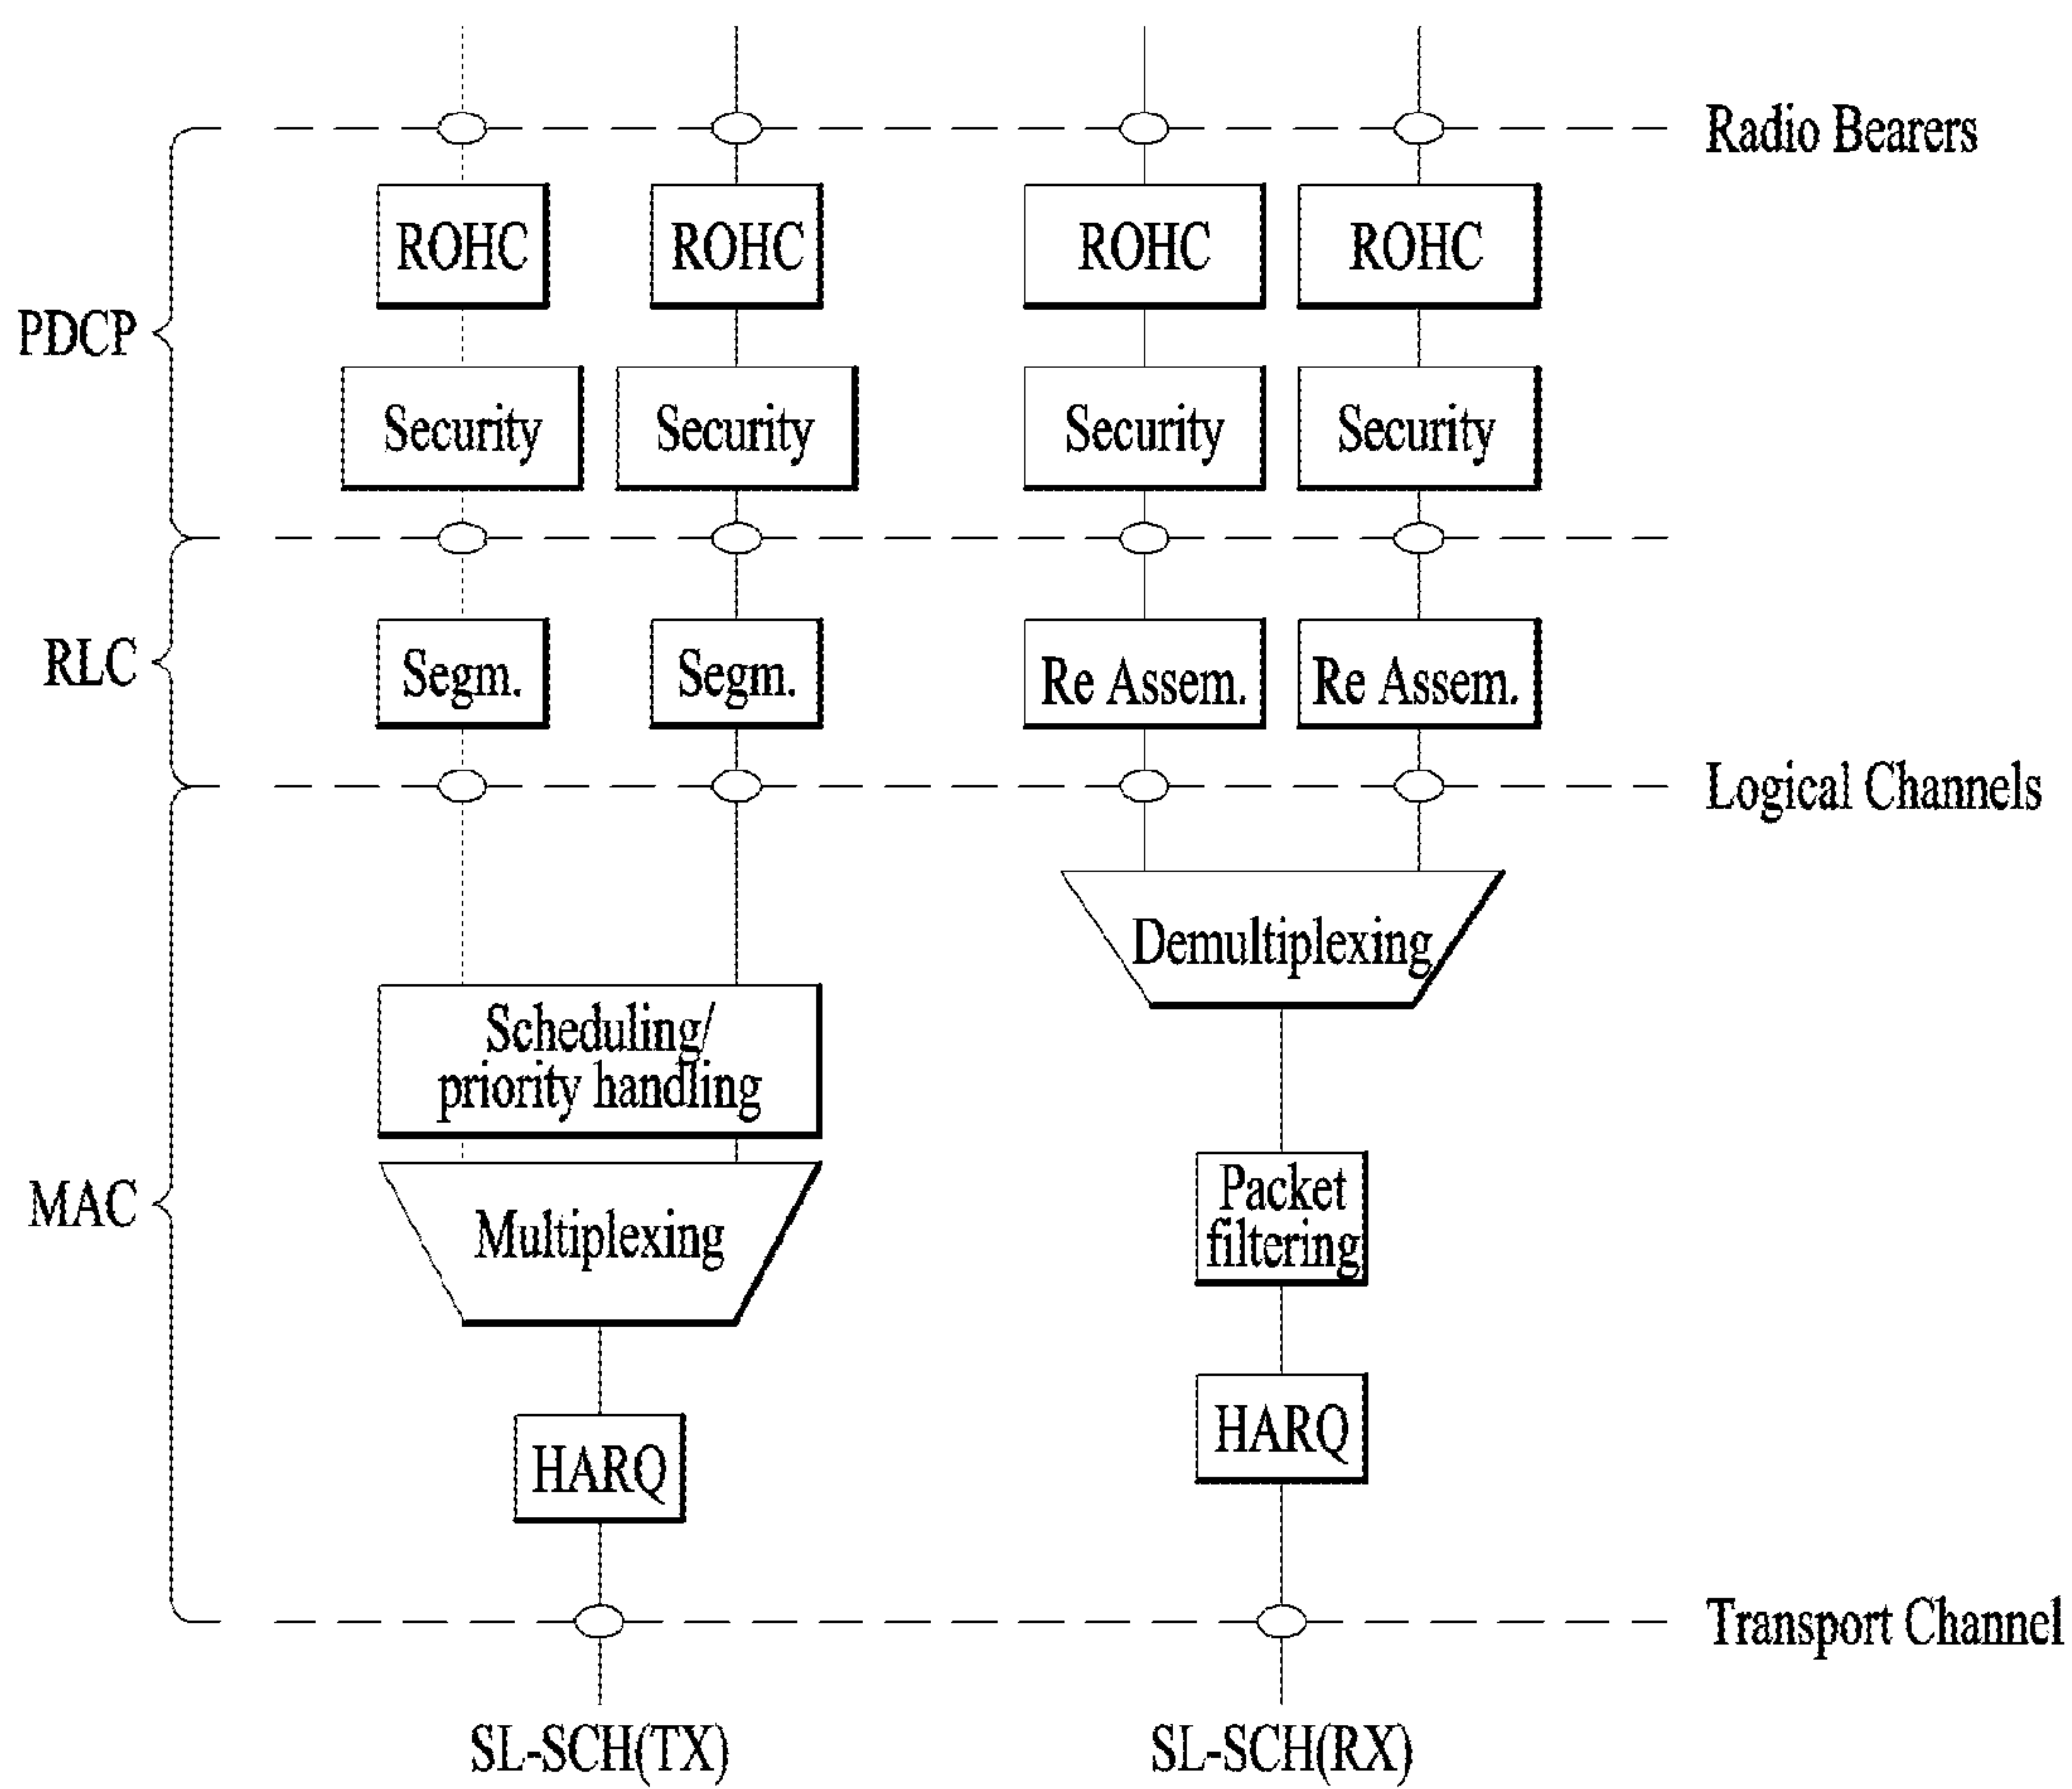 Radio Bearers
ROHC ROHC ROHC ROHC
PDCP
Security Security Security Security
RLC
Segm. Segm. Re Assem. Re Assem.
Logical Channels
Demultiplexing
Scheduling/
priority handling
MAC
Multiplexing
Packet
filtering
HARQ
HARQ
Transport Channel
SL-SCH(TX) SL-SCH(RX)